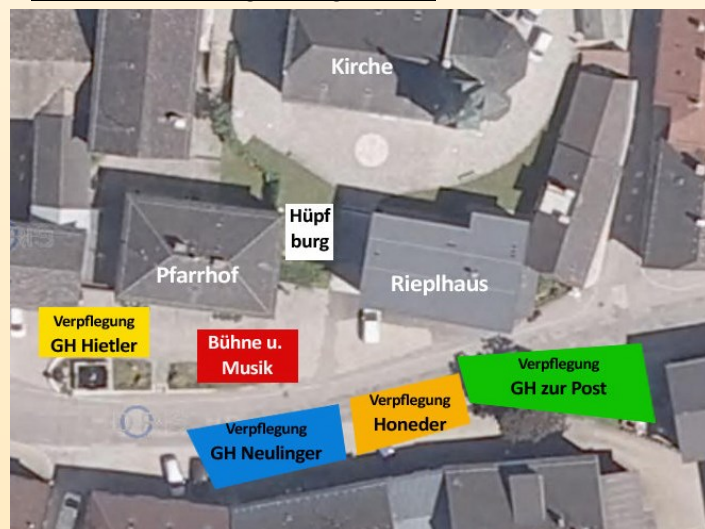 Kirche
Hüpf
burg
Pfarrhof
Rieplhaus
Verpflegung
GH Hietler
Bühne u.
Musik
Verpflegung
GH zur Post
Verpflegung
Honeder
Verpflegung
GH Neulinger